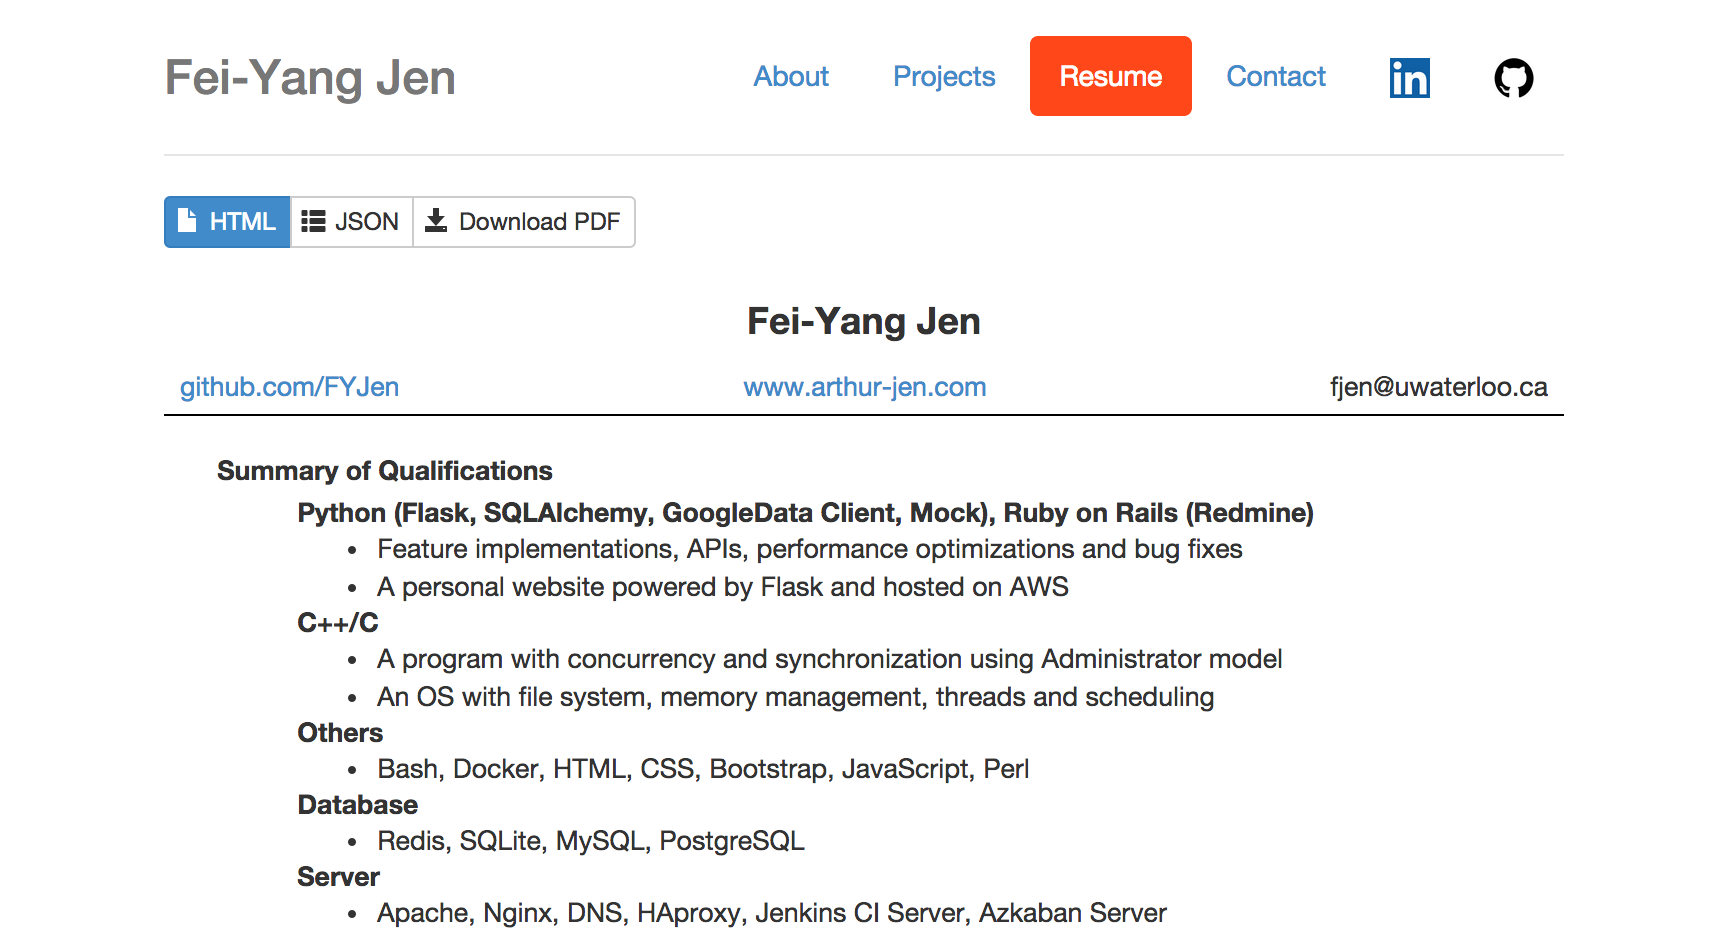 Fei-Yang Jen
About Projects Resume Contact in
HTML JSON Download PDF
Fei-Yang Jen
github.com/FYJen www.arthur-jen.com fjen@uwaterloo.ca
Summary of Qualifications
Python (Flask, SQLAlchemy, GoogleData Client, Mock), Ruby on Rails (Redmine)
• Feature implementations, APIs, performance optimizations and bug fixes
• A personal website powered by Flask and hosted on AWS
C++/C
• A program with concurrency and synchronization using Administrator model
• An OS with file system, memory management, threads and scheduling
Others
• Bash, Docker, HTML, CSS, Bootstrap, JavaScript, Perl
Database
• Redis, SQLite, MySQL, PostgreSQL
Server
• Apache, Nginx, DNS, HAproxy, Jenkins CI Server, Azkaban Server